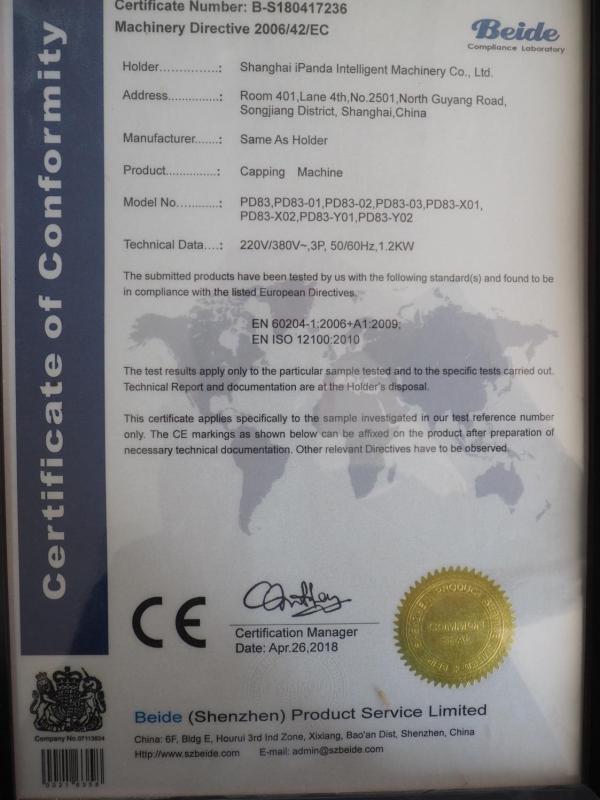 Certificate Number: B-S180417236
Machinery Directive 2006/42/EC
Beide
Compliance Laboratory
Certificate of Conformity
Holder...............: Shanghai iPanda Intelligent Machinery Co., Ltd.
Address.............: Room 401,Lane 4th,No.2501,North Guyang Road,
Songjiang District, Shanghai,China
Manufacturer.......: Same As Holder
Product.............: Capping Machine
Model No...........: PD83,PD83-01,PD83-02,PD83-03,PD83-X01,
PD83-X02,PD83-Y01,PD83-Y02
Technical Data....: 220V/380V~,3P, 50/60Hz,1.2KW
The submitted products have been tested by us with the following standard(s) and found to be
in compliance with the listed European Directives.
EN 60204-1:2006+A1:2009;
EN ISO 12100:2010
The test results apply only to the particular sample tested and to the specific tests carried out.
Technical Report and documentation are at the Holder's disposal.
This certificate applies specifically to the sample investigated in our test reference number
only. The CE markings as shown below can be affixed on the product after preparation of
necessary technical documentation. Other relevant Directives have to be observed.
CE
Certification Manager
Date: Apr.26,2018
COMMON
SEAL
Company No.07113824
Beide (Shenzhen) Product Service Limited
China: 6F, Bldg E, Hourui 3rd Ind Zone, Xixiang, Bao'an Dist, Shenzhen, China
Http://www.szbeide.com E-mail: admin@szbeide.com